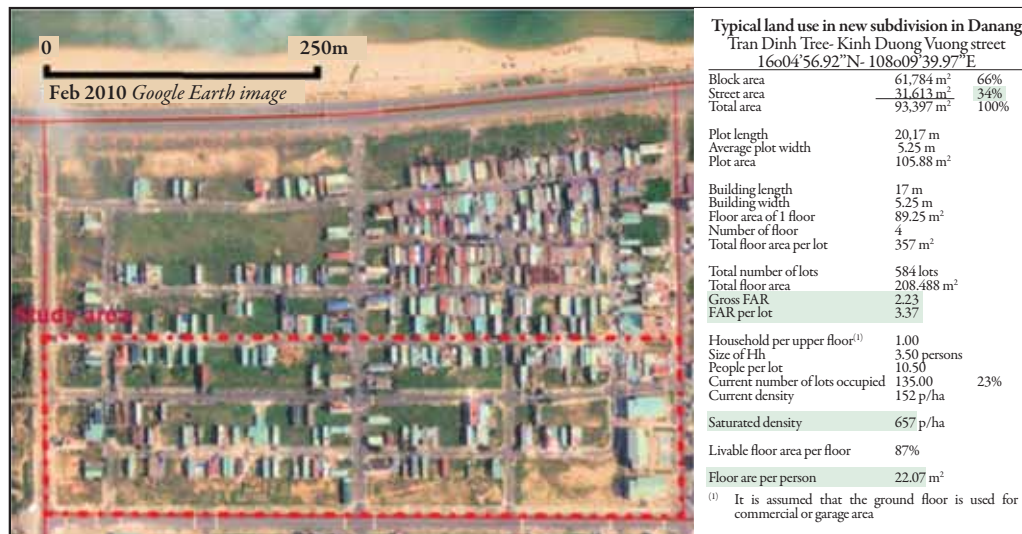 0 250m
Feb 2010 Google Earth image
Study area
Typical land use in new subdivision in Danang
Tran Dinh Tree- Kinh Duong Vuong street
16o04'56.92”N- 108o09'39.97”E
Block area 61,784 m² 66%
Street area 31,613 m² 34%
Total area 93,397 m² 100%
Plot length 20,17 m
Average plot width 5.25 m
Plot area 105.88 m²
Building length 17 m
Building width 5.25 m
Floor area of 1 floor 89.25 m²
Number of floor 4
Total floor area per lot 357 m²
Total number of lots 584 lots
Total floor area 208.488 m²
Gross FAR 2.23
FAR per lot 3.37
Household per upper floor⁽¹⁾ 1.00
Size of Hh 3.50 persons
People per lot 10.50
Current number of lots occupied 135.00 23%
Current density 152 p/ha
Saturated density 657 p/ha
Livable floor area per floor 87%
Floor are per person 22.07 m²
⁽¹⁾ It is assumed that the ground floor is used for
commercial or garage area